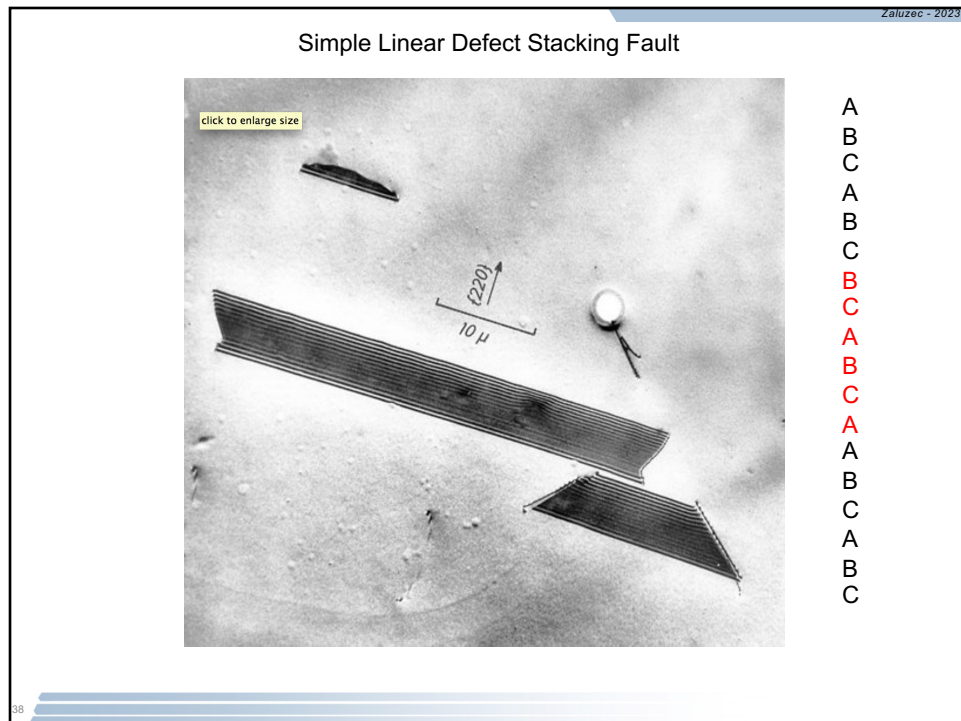 Zaluzec - 2023
Simple Linear Defect Stacking Fault
click to enlarge size
{220}
10 μ
A
B
C
A
B
C
B
C
A
B
C
A
A
B
C
A
B
C
38